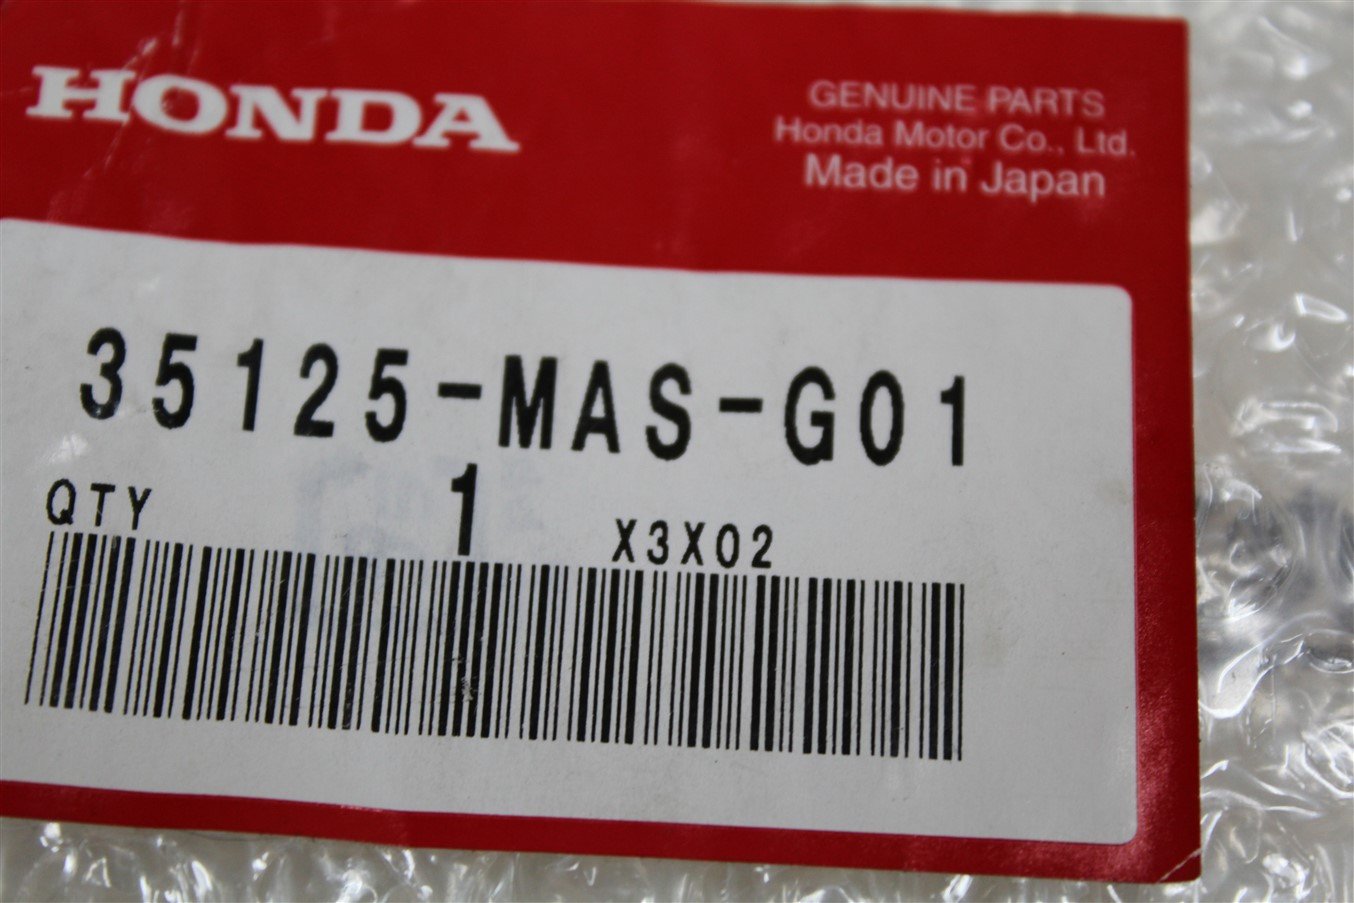 HONDA
GENUINE PARTS
Honda Motor Co., Ltd.
Made in Japan
35125-MAS-G01
QTY 1 X3X02